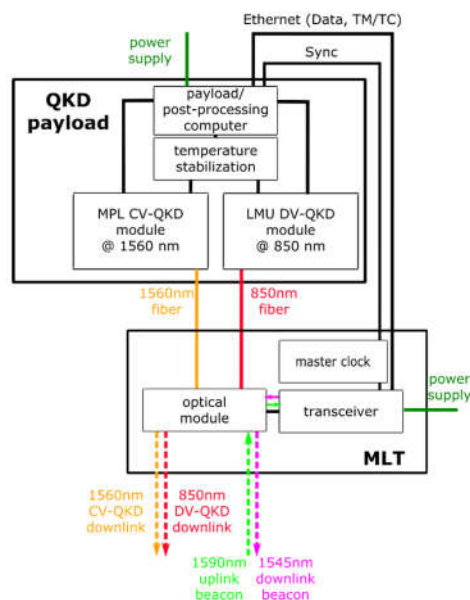 Ethernet (Data, TM/TC)
power
supply
Sync
QKD
payload
payload/
post-processing
computer
temperature
stabilization
MPL CV-QKD
module
@ 1560 nm
LMU DV-QKD
module
@ 850 nm
1560nm
fiber
850nm
fiber
master clock
optical
module
transceiver
power
supply
MLT
1560nm
CV-QKD
downlink
850nm
DV-QKD
downlink
1590nm
uplink
beacon
1545nm
downlink
beacon